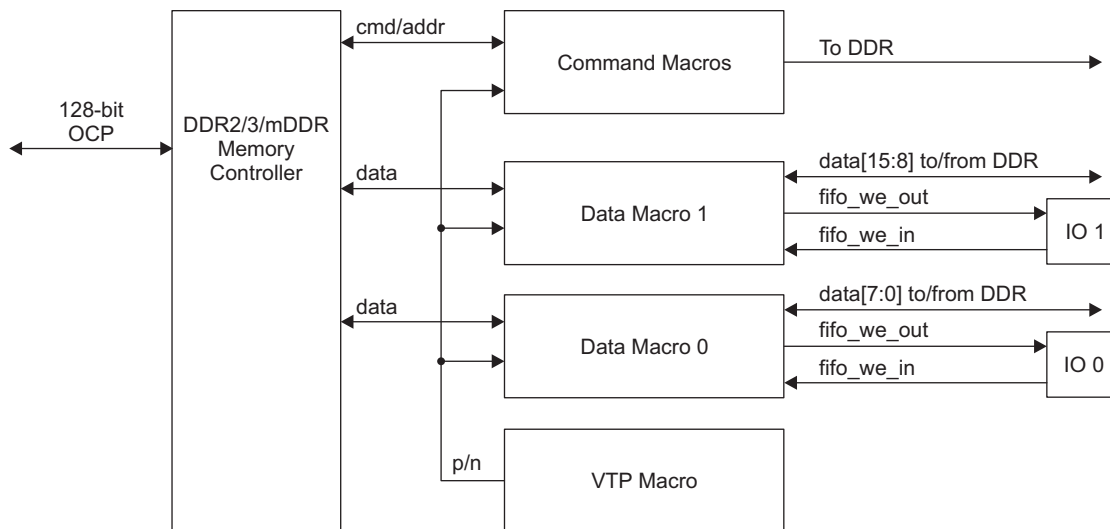 cmd/addr
Command Macros
To DDR
128-bit
OCP
DDR2/3/mDDR
Memory
Controller
data
Data Macro 1
data[15:8] to/from DDR
fifo_we_out
fifo_we_in
IO 1
data
Data Macro 0
data[7:0] to/from DDR
fifo_we_out
fifo_we_in
IO 0
p/n
VTP Macro